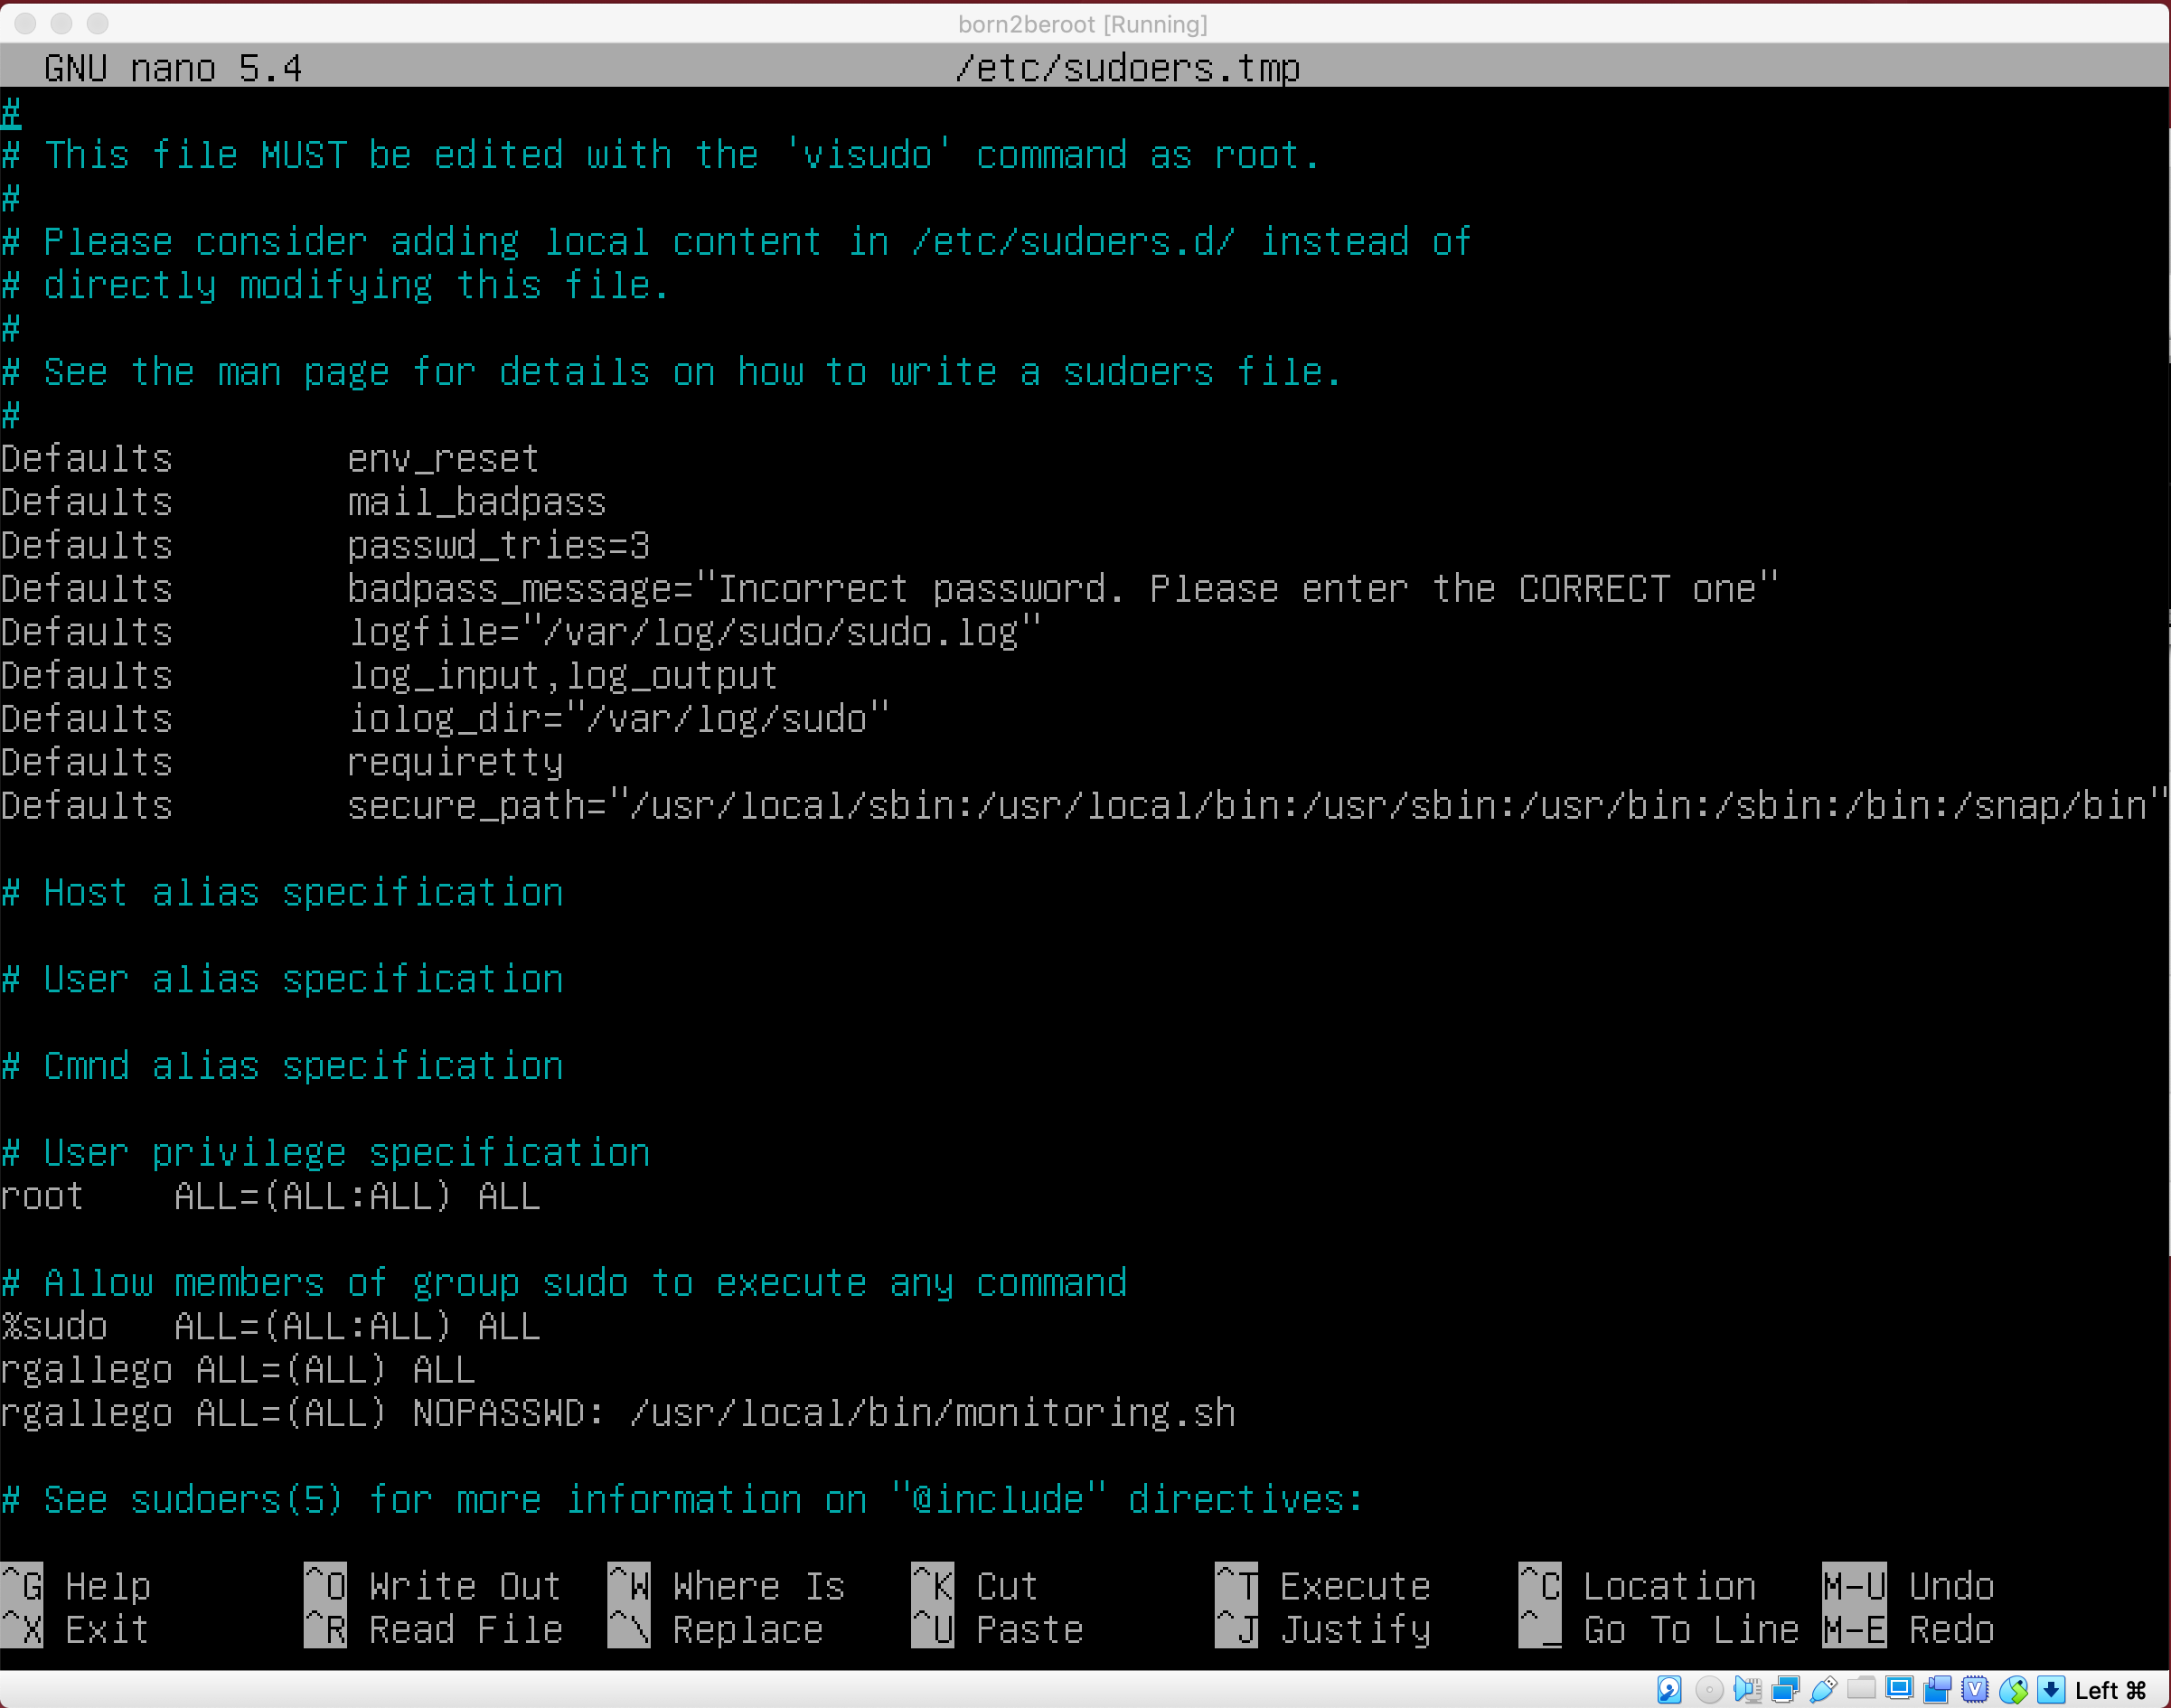 born2beroot [Running]
GNU nano 5.4 /etc/sudoers.tmp
#
# This file MUST be edited with the 'visudo' command as root.
#
# Please consider adding local content in /etc/sudoers.d/ instead of
# directly modifying this file.
#
# See the man page for details on how to write a sudoers file.
#
Defaults        env_reset
Defaults        mail_badpass
Defaults        passwd_tries=3
Defaults        badpass_message="Incorrect password. Please enter the CORRECT one"
Defaults        logfile="/var/log/sudo/sudo.log"
Defaults        log_input,log_output
Defaults        iolog_dir="/var/log/sudo"
Defaults        requiretty
Defaults        secure_path="/usr/local/sbin:/usr/local/bin:/usr/sbin:/usr/bin:/sbin:/bin:/snap/bin"
# Host alias specification
# User alias specification
# Cmnd alias specification
# User privilege specification
root    ALL=(ALL:ALL) ALL
# Allow members of group sudo to execute any command
%sudo   ALL=(ALL:ALL) ALL
rgallego ALL=(ALL) ALL
rgallego ALL=(ALL) NOPASSWD: /usr/local/bin/monitoring.sh
# See sudoers(5) for more information on "@include" directives:
^G Help ^O Write Out ^W Where Is ^K Cut ^T Execute ^C Location M-U Undo
^X Exit ^R Read File ^\ Replace ^U Paste ^J Justify ^_ Go To Line M-E Redo
Left ⌘